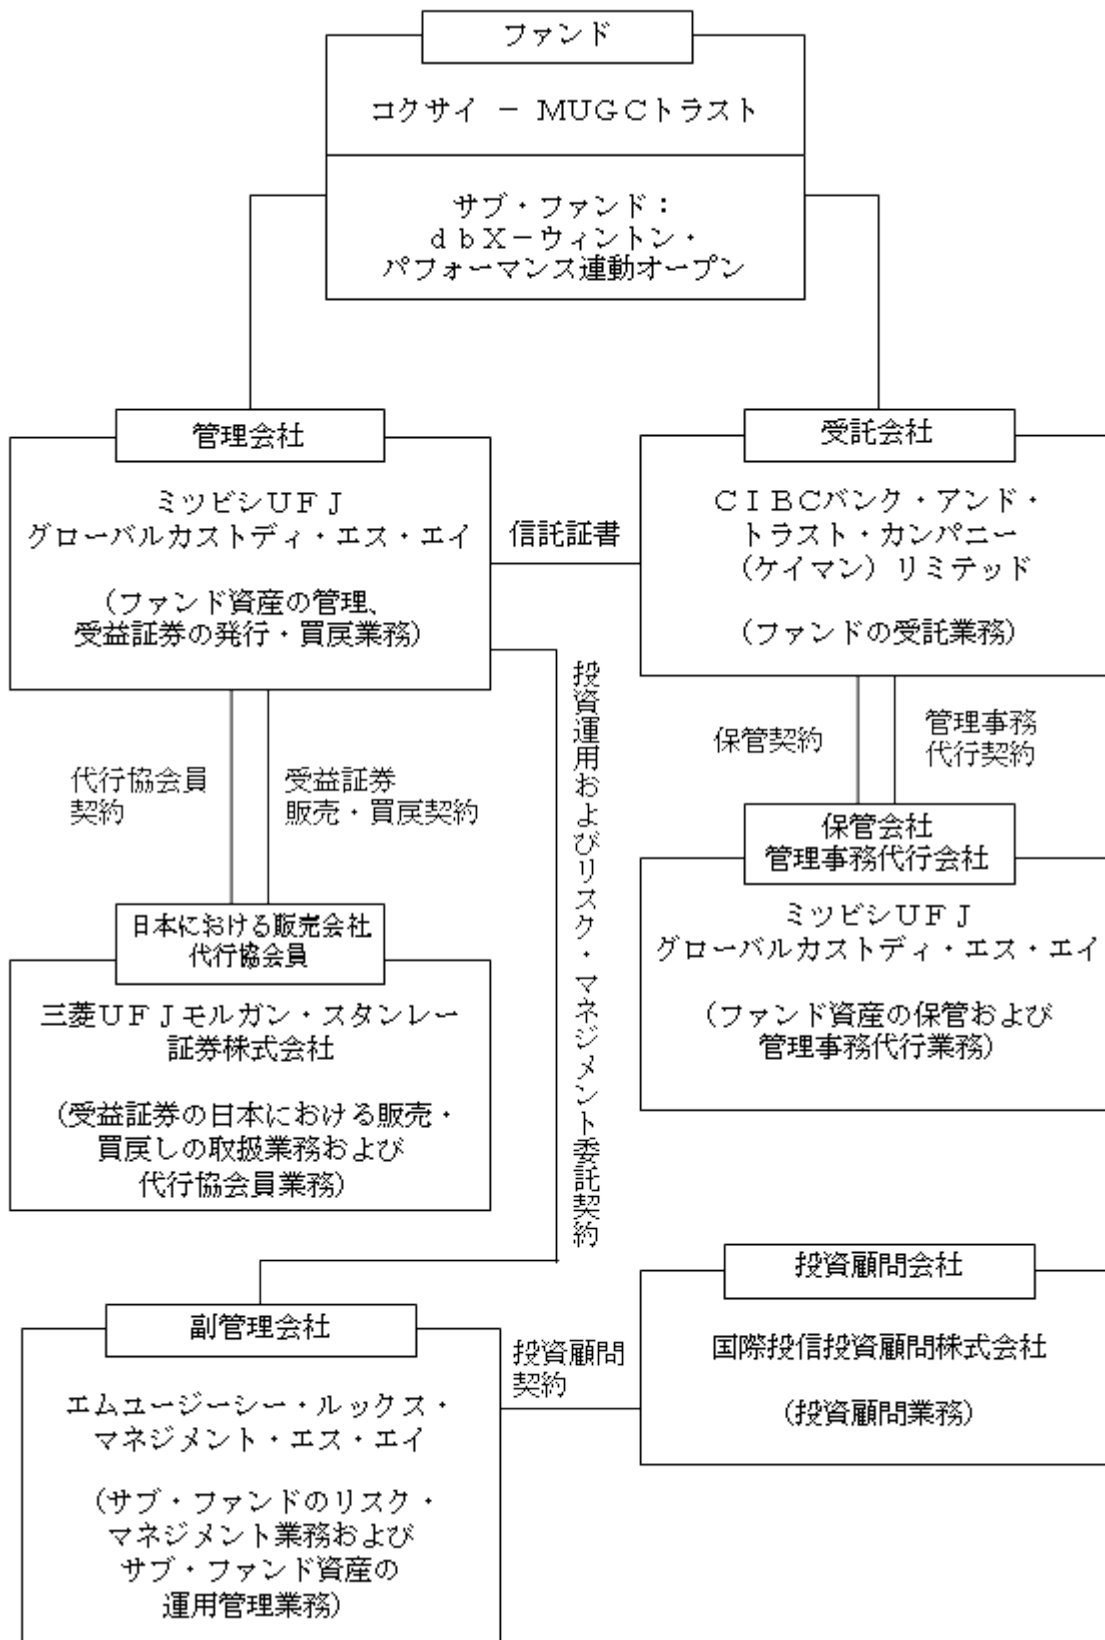 ファンド
コクサイ － ＭＵＧＣトラスト
サブ・ファンド：
ｄｂＸ－ウィントン・
パフォーマンス連動オープン
管理会社
ミツビシＵＦＪ
グローバルカストディ・エス・エイ
（ファンド資産の管理、
受益証券の発行・買戻業務）
信託証書
受託会社
ＣＩＢＣバンク・アンド・
トラスト・カンパニー
（ケイマン）リミテッド
（ファンドの受託業務）
代行協会員
契約
受益証券
販売・買戻契約
投資運用およびリスク・マネジメント委託契約
保管契約
管理事務
代行契約
日本における販売会社
代行協会員
三菱ＵＦＪモルガン・スタンレー
証券株式会社
（受益証券の日本における販売・
買戻しの取扱業務および
代行協会員業務）
保管会社
管理事務代行会社
ミツビシＵＦＪ
グローバルカストディ・エス・エイ
（ファンド資産の保管および
管理事務代行業務）
副管理会社
エムユージーシー・ルックス・
マネジメント・エス・エイ
（サブ・ファンドのリスク・
マネジメント業務および
サブ・ファンド資産の
運用管理業務）
投資顧問
契約
投資顧問会社
国際投信投資顧問株式会社
（投資顧問業務）